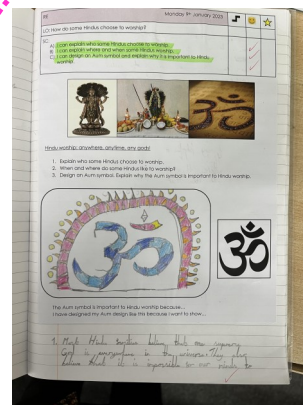 RE
Monday 9th January 2023
LO: How do some Hindus choose to worship?
SC:
A) I can explain who some Hindus choose to worship.
B) I can explain where and when some Hindus worship.
C) I can design an Aum symbol and explain why it is important to Hindu
worship.
Hindu worship: anywhere, anytime, any gods!
1. Explain who some Hindus choose to worship.
2. When and where do some Hindus like to worship?
3. Design an Aum symbol. Explain why the Aum symbol is important to Hindu worship.
ॐ
ॐ
ॐ
The Aum symbol is important to Hindu worship because...
I have designed my Aum design like this because I want to show...
1. Most Hindu believe that one supreme
God is everywhere in the universe. They also
believe that it is impossible for our minds to